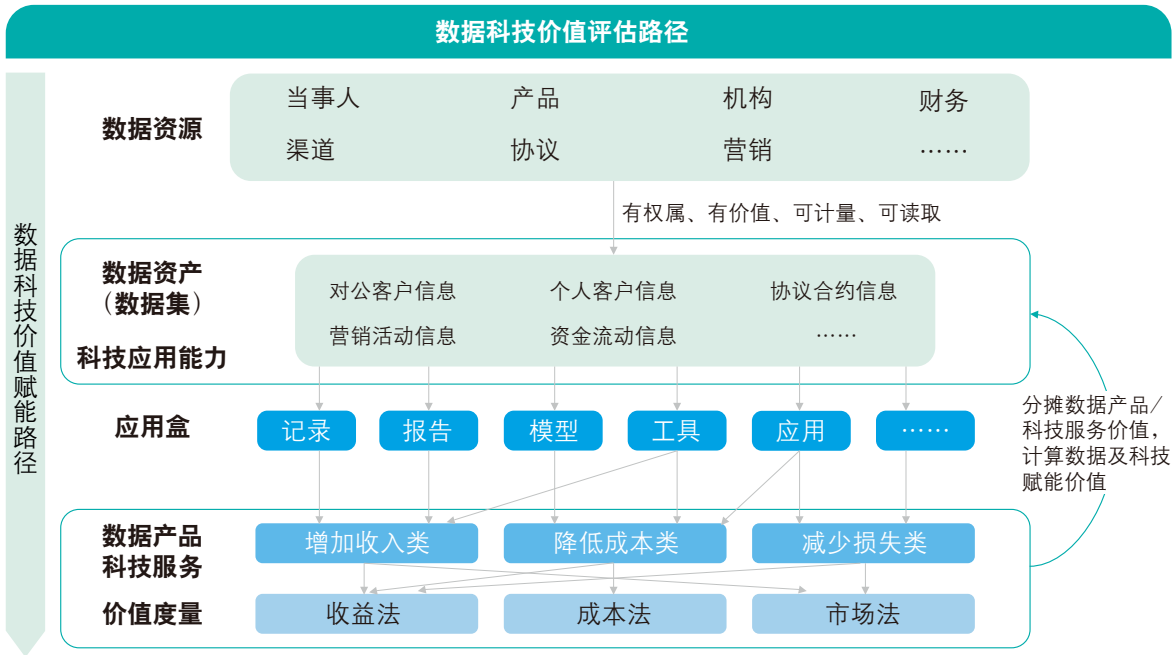 数据科技价值评估路径
数据科技价值赋能路径
数据资源
当事人 产品 机构 财务
渠道 协议 营销 ……
有权属、有价值、可计量、可读取
数据资产
（数据集）
科技应用能力
对公客户信息 个人客户信息 协议合约信息
营销活动信息 资金流动信息 ……
应用盒
记录 报告 模型 工具 应用 ……
分摊数据产品/
科技服务价值，
计算数据及科技
赋能价值
数据产品
科技服务
增加收入类 降低成本类 减少损失类
价值度量
收益法 成本法 市场法